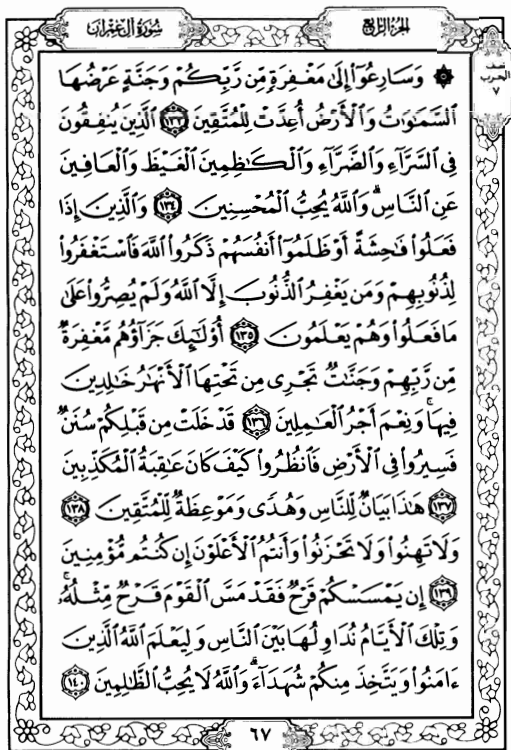 سُورَةُ آلِ عِمْرَان
الجُزْءُ الرَّابِعُ
نصف
الحزب
٧
۞ وَسَارِعُوٓا۟ إِلَىٰ مَغْفِرَةٍ مِّن رَّبِّكُمْ وَجَنَّةٍ عَرْضُهَا
ٱلسَّمَٰوَٰتُ وَٱلْأَرْضُ أُعِدَّتْ لِلْمُتَّقِينَ ١٣٣ ٱلَّذِينَ يُنفِقُونَ
فِى ٱلسَّرَّآءِ وَٱلضَّرَّآءِ وَٱلْكَٰظِمِينَ ٱلْغَيْظَ وَٱلْعَافِينَ
عَنِ ٱلنَّاسِ ۗ وَٱللَّهُ يُحِبُّ ٱلْمُحْسِنِينَ ١٣٤ وَٱلَّذِينَ إِذَا
فَعَلُوا۟ فَٰحِشَةً أَوْ ظَلَمُوٓا۟ أَنفُسَهُمْ ذَكَرُوا۟ ٱللَّهَ فَٱسْتَغْفَرُوا۟
لِذُنُوبِهِمْ وَمَن يَغْفِرُ ٱلذُّنُوبَ إِلَّا ٱللَّهُ وَلَمْ يُصِرُّوا۟ عَلَىٰ
مَا فَعَلُوا۟ وَهُمْ يَعْلَمُونَ ١٣٥ أُو۟لَٰٓئِكَ جَزَآؤُهُم مَّغْفِرَةٌ
مِّن رَّبِّهِمْ وَجَنَّٰتٌ تَجْرِى مِن تَحْتِهَا ٱلْأَنْهَٰرُ خَٰلِدِينَ
فِيهَا ۚ وَنِعْمَ أَجْرُ ٱلْعَٰمِلِينَ ١٣٦ قَدْ خَلَتْ مِن قَبْلِكُمْ سُنَنٌ
فَسِيرُوا۟ فِى ٱلْأَرْضِ فَٱنظُرُوا۟ كَيْفَ كَانَ عَٰقِبَةُ ٱلْمُكَذِّبِينَ
١٣٧ هَٰذَا بَيَانٌ لِّلنَّاسِ وَهُدًى وَمَوْعِظَةٌ لِّلْمُتَّقِينَ ١٣٨
وَلَا تَهِنُوا۟ وَلَا تَحْزَنُوا۟ وَأَنتُمُ ٱلْأَعْلَوْنَ إِن كُنتُم مُّؤْمِنِينَ
١٣٩ إِن يَمْسَسْكُمْ قَرْحٌ فَقَدْ مَسَّ ٱلْقَوْمَ قَرْحٌ مِّثْلُهُۥ ۚ
وَتِلْكَ ٱلْأَيَّامُ نُدَاوِلُهَا بَيْنَ ٱلنَّاسِ وَلِيَعْلَمَ ٱللَّهُ ٱلَّذِينَ
ءَامَنُوا۟ وَيَتَّخِذَ مِنكُمْ شُهَدَآءَ ۗ وَٱللَّهُ لَا يُحِبُّ ٱلظَّٰلِمِينَ ١٤٠
٦٧